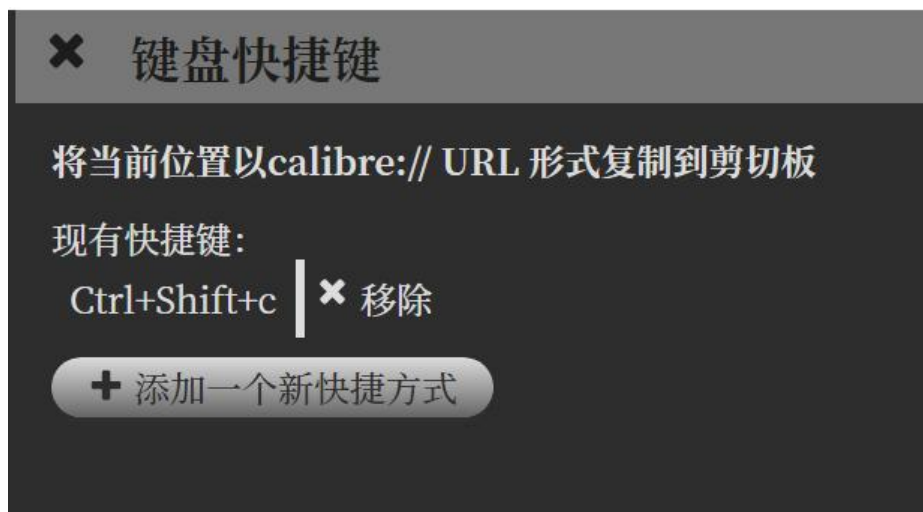 键盘快捷键
将当前位置以calibre:// URL 形式复制到剪切板
现有快捷键:
Ctrl+Shift+c 移除
添加一个新快捷方式